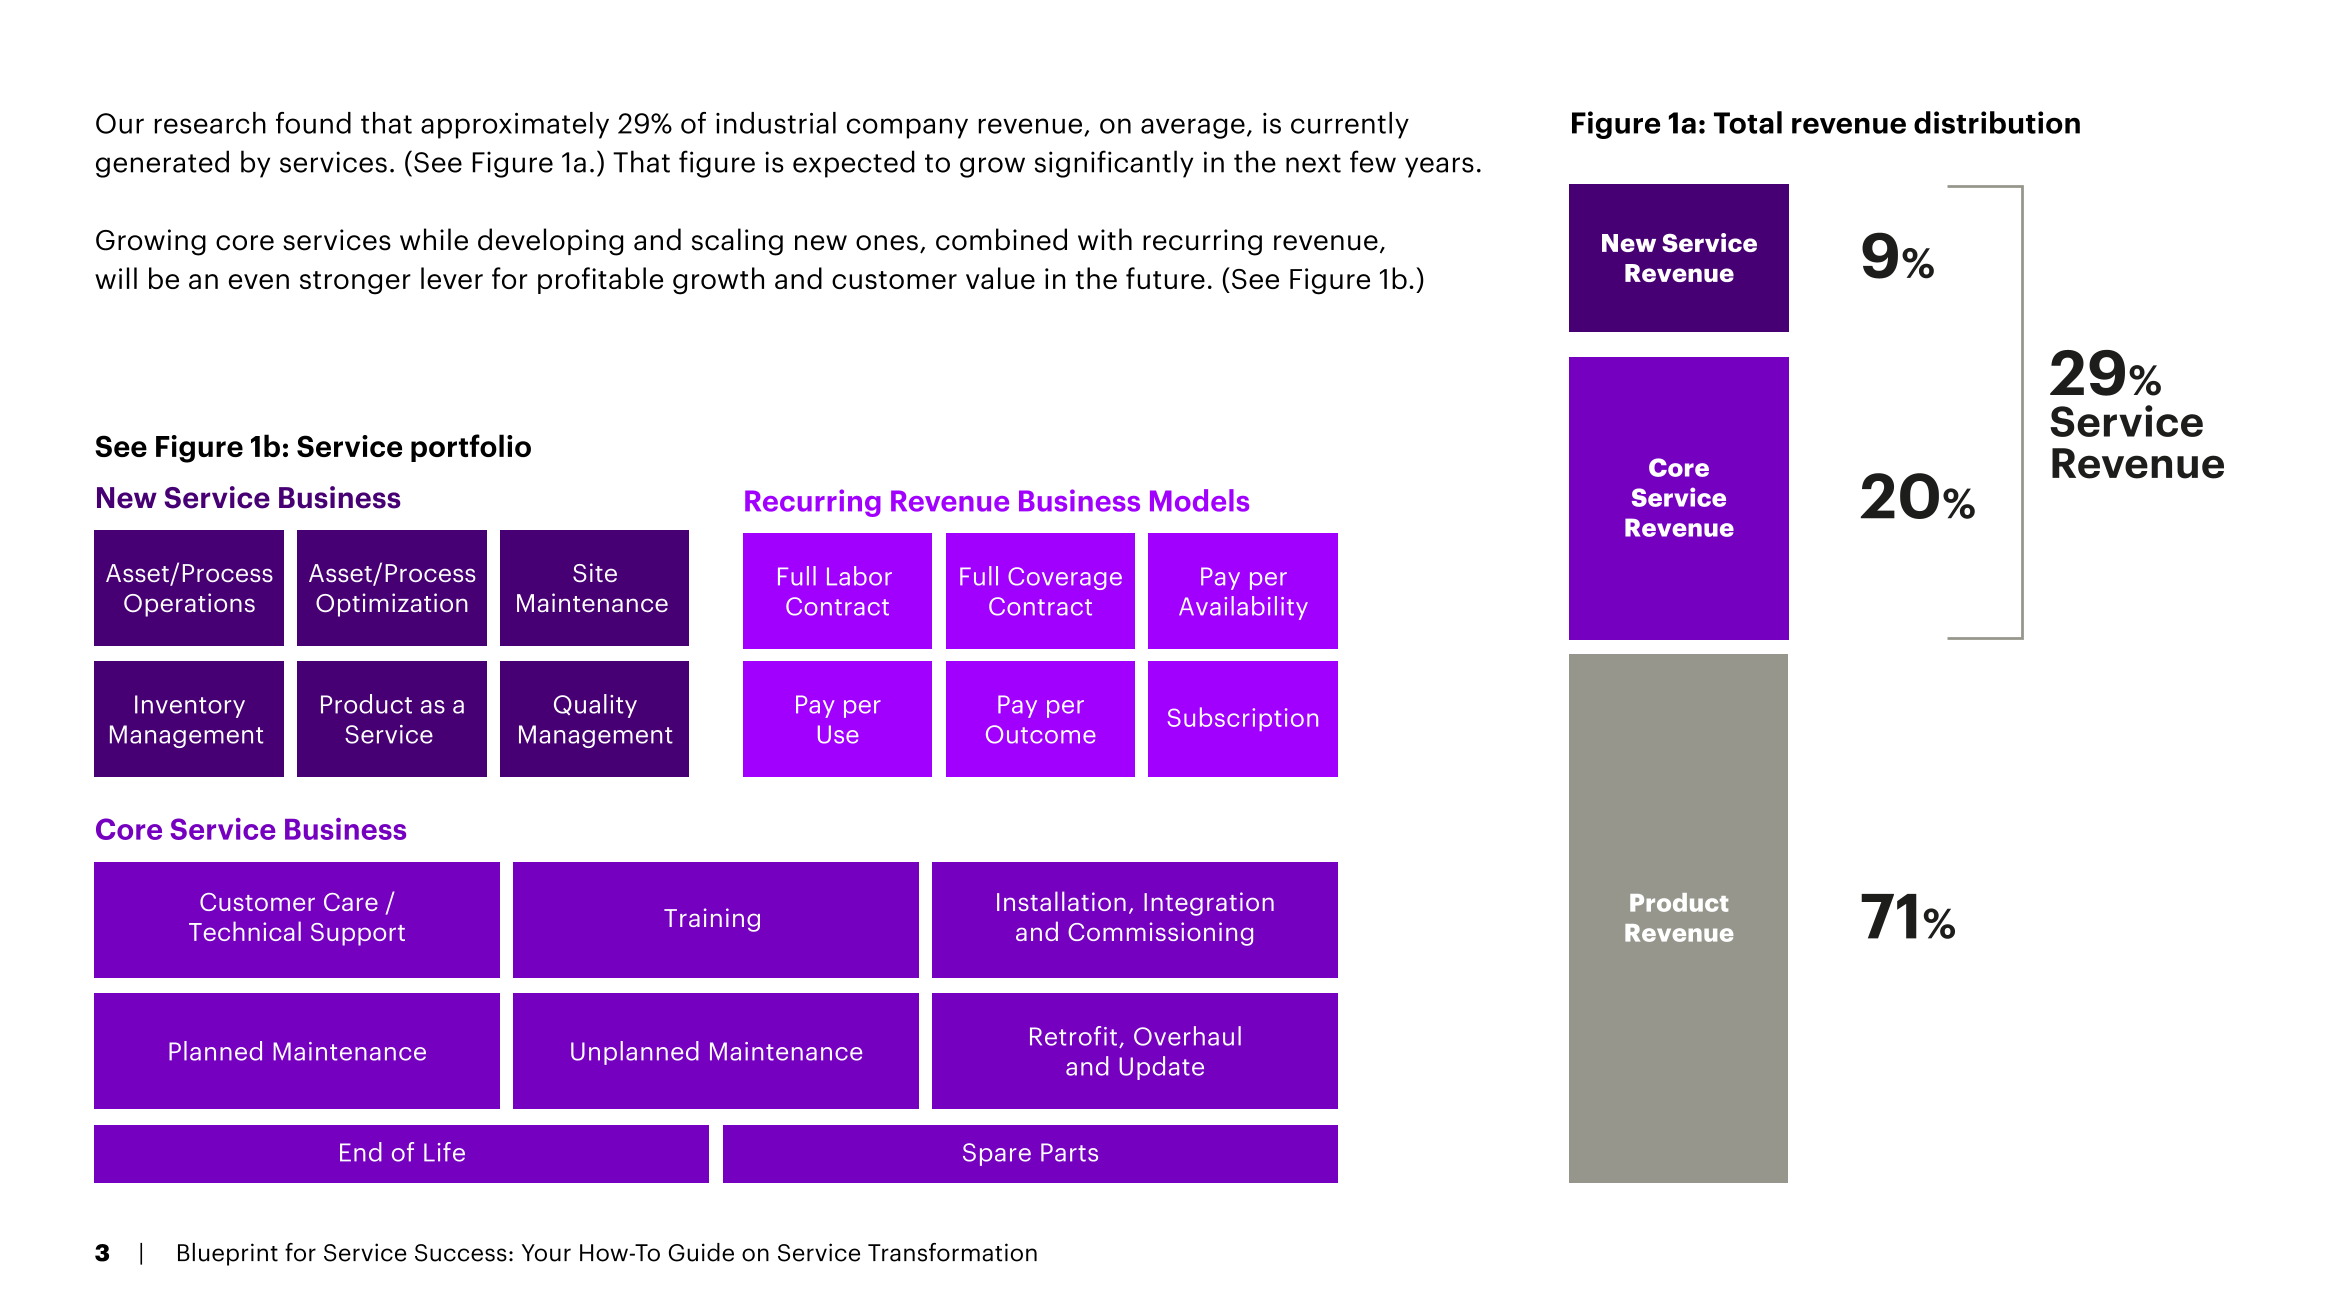 Our research found that approximately 29% of industrial company revenue, on average, is currently
generated by services. (See Figure 1a.) That figure is expected to grow significantly in the next few years.
Growing core services while developing and scaling new ones, combined with recurring revenue,
will be an even stronger lever for profitable growth and customer value in the future. (See Figure 1b.)
See Figure 1b: Service portfolio
New Service Business
Asset/Process
Operations
Asset/Process
Optimization
Site
Maintenance
Inventory
Management
Product as a
Service
Quality
Management
Recurring Revenue Business Models
Full Labor
Contract
Full Coverage
Contract
Pay per
Availability
Pay per
Use
Pay per
Outcome
Subscription
Core Service Business
Customer Care /
Technical Support
Training
Installation, Integration
and Commissioning
Planned Maintenance
Unplanned Maintenance
Retrofit, Overhaul
and Update
End of Life
Spare Parts
Figure 1a: Total revenue distribution
New Service
Revenue
9%
Core
Service
Revenue
20%
29%
Service
Revenue
Product
Revenue
71%
3 | Blueprint for Service Success: Your How-To Guide on Service Transformation